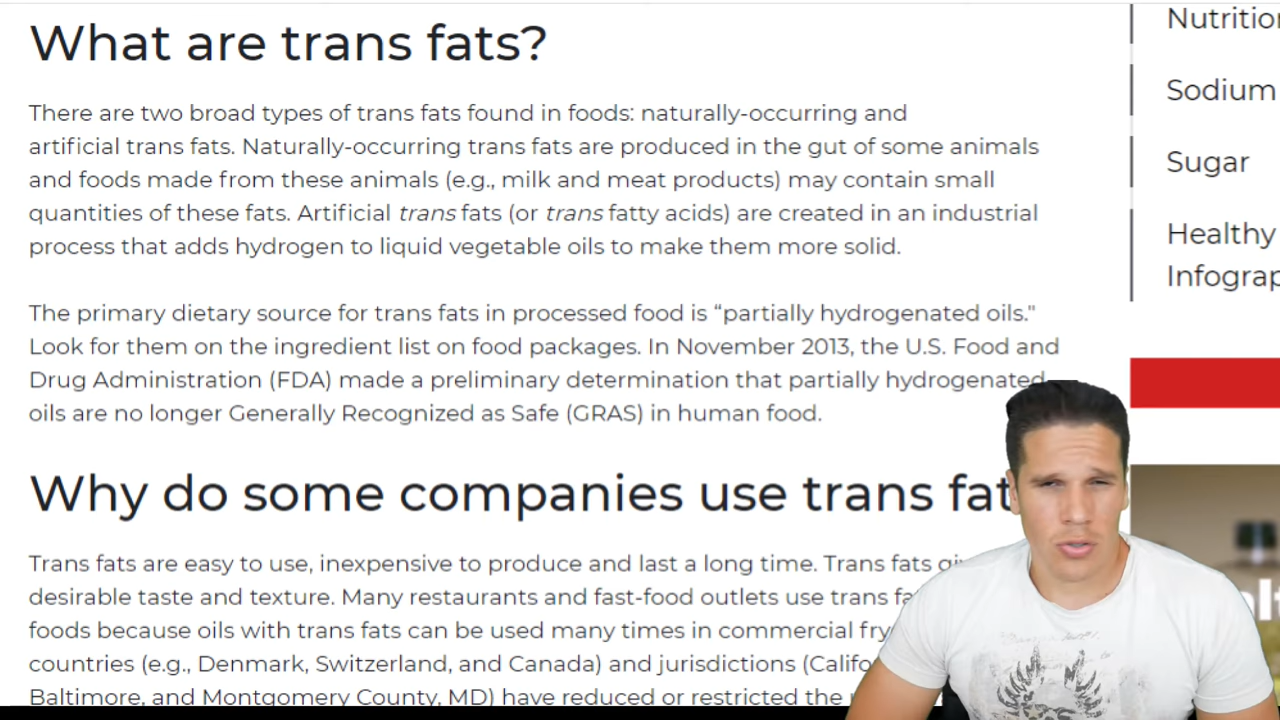 What are trans fats?
There are two broad types of trans fats found in foods: naturally-occurring and
artificial trans fats. Naturally-occurring trans fats are produced in the gut of some animals
and foods made from these animals (e.g., milk and meat products) may contain small
quantities of these fats. Artificial trans fats (or trans fatty acids) are created in an industrial
process that adds hydrogen to liquid vegetable oils to make them more solid.
The primary dietary source for trans fats in processed food is “partially hydrogenated oils."
Look for them on the ingredient list on food packages. In November 2013, the U.S. Food and
Drug Administration (FDA) made a preliminary determination that partially hydrogenated
oils are no longer Generally Recognized as Safe (GRAS) in human food.
Why do some companies use trans fat
Trans fats are easy to use, inexpensive to produce and last a long time. Trans fats
desirable taste and texture. Many restaurants and fast-food outlets use trans
foods because oils with trans fats can be used many times in commercial
countries (e.g., Denmark, Switzerland, and Canada) and jurisdictions
Baltimore, and Montgomery County, MD) have reduced or restricted the
Sodium
Sugar
Healthy